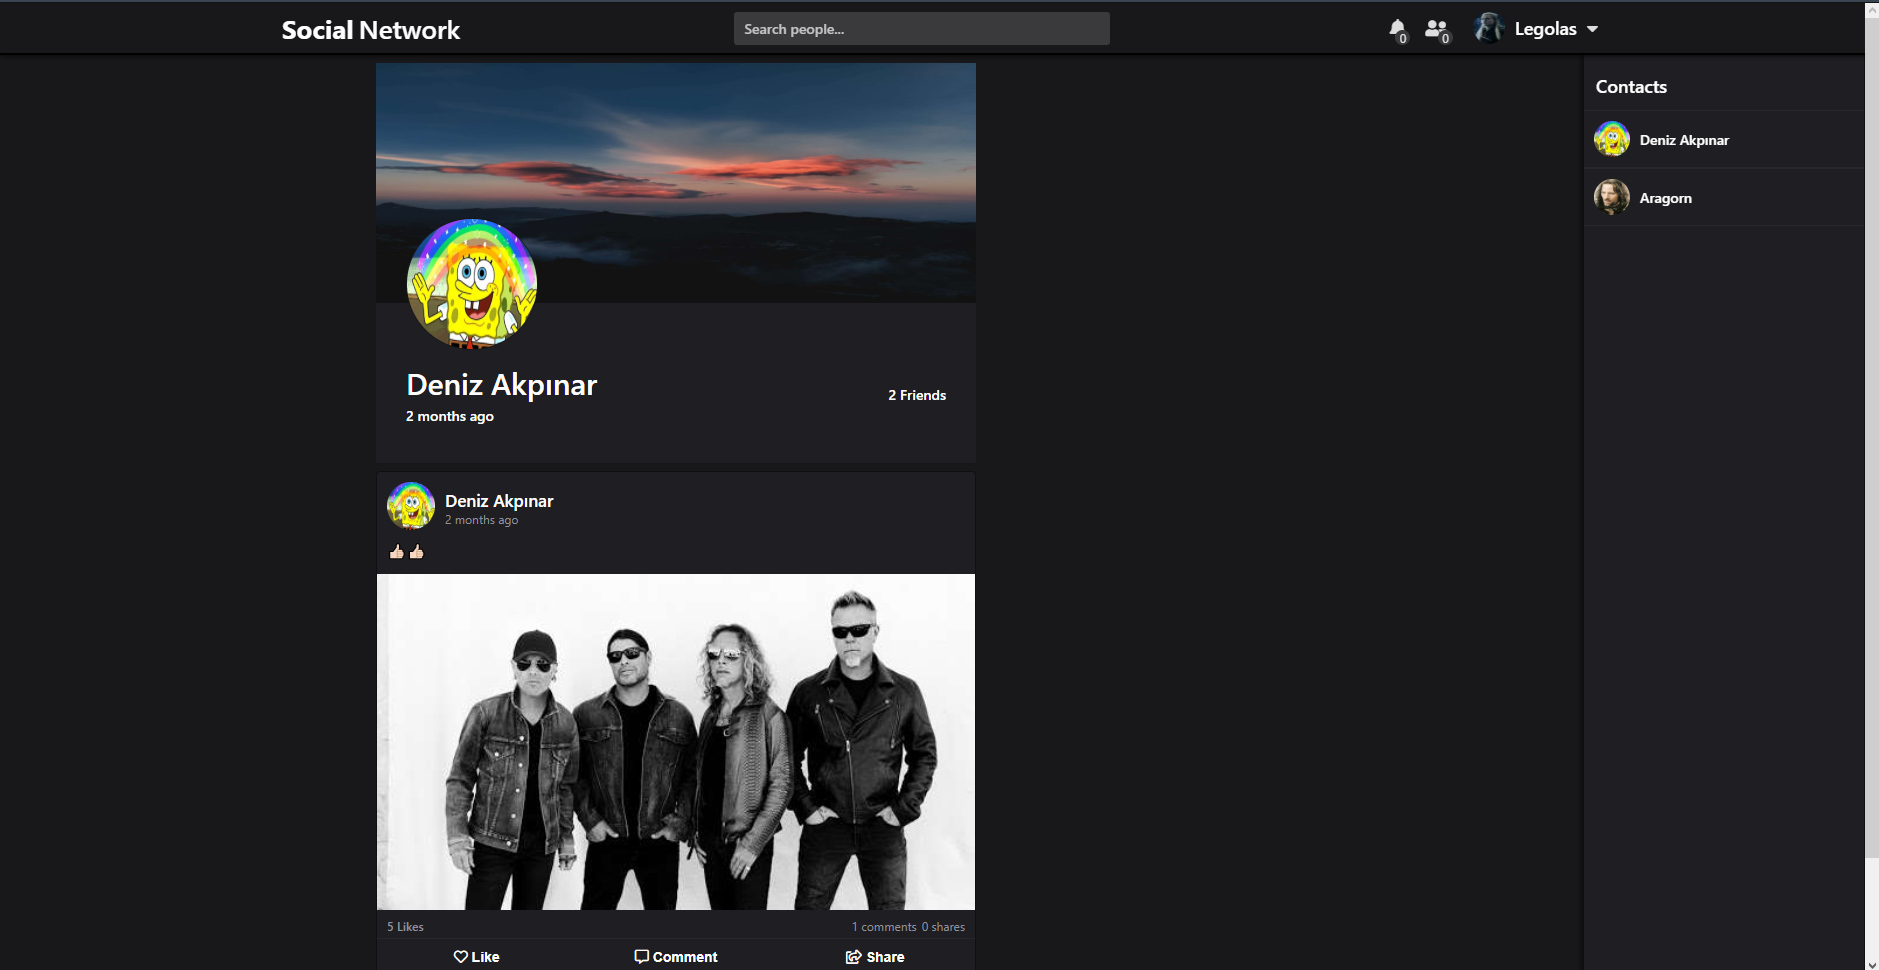 Social Network
Search people...
0
0
Legolas
Contacts
Deniz Akpınar
Aragorn
Deniz Akpınar
2 months ago
2 Friends
Deniz Akpınar
2 months ago
👍🏻👍🏻
5 Likes
1 comments 0 shares
Like
Comment
Share